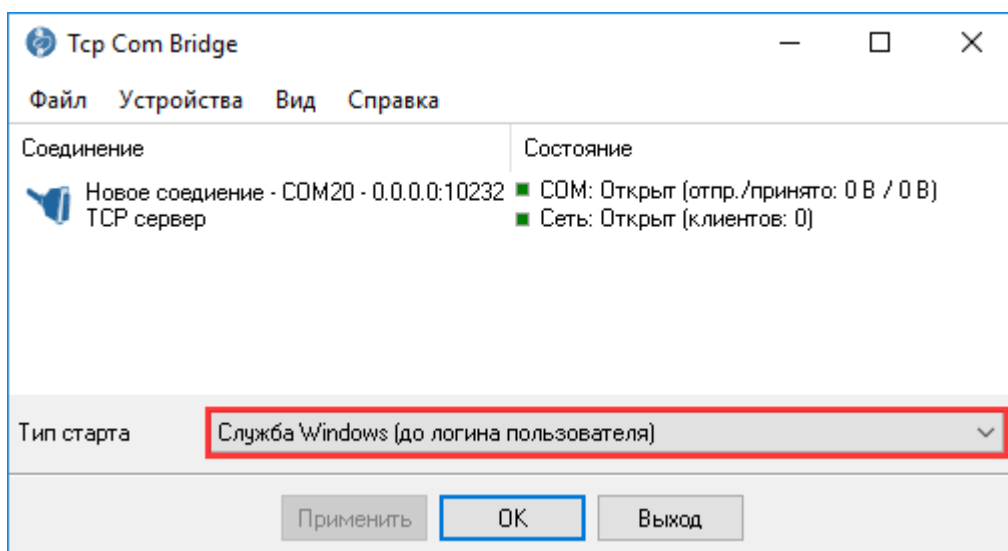 Tcp Com Bridge
Файл Устройства Вид Справка
Соединение Состояние
Новое соедиение - COM20 - 0.0.0.0:10232 COM: Открыт (отпр./принято: 0 B / 0 B)
TCP сервер Сеть: Открыт (клиентов: 0)
Тип старта Служба Windows (до логина пользователя)
Применить OK Выход